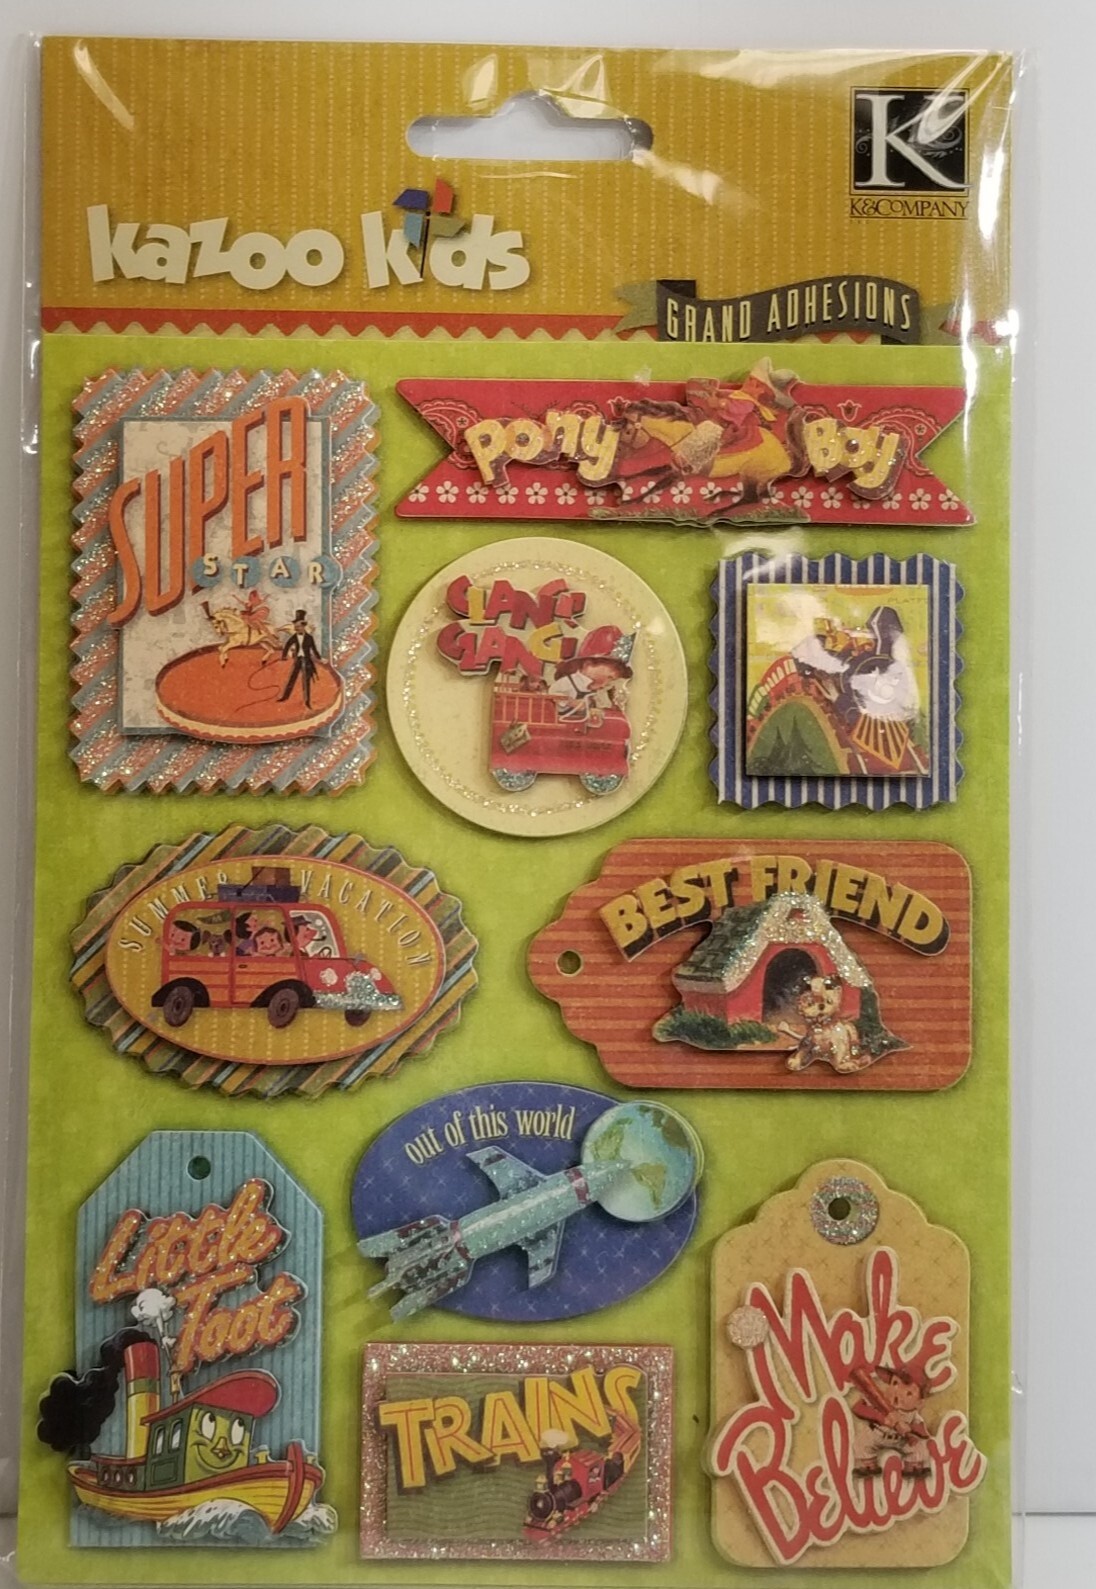 K
K&COMPANY
kazoo kids
GRAND ADHESIONS
SUPER
STAR
Pony Boy
CLANG!
CLANG!
SUMMER VACATION
BEST FRIEND
out of this world
Little
Toot
TRAINS
Make
Believe